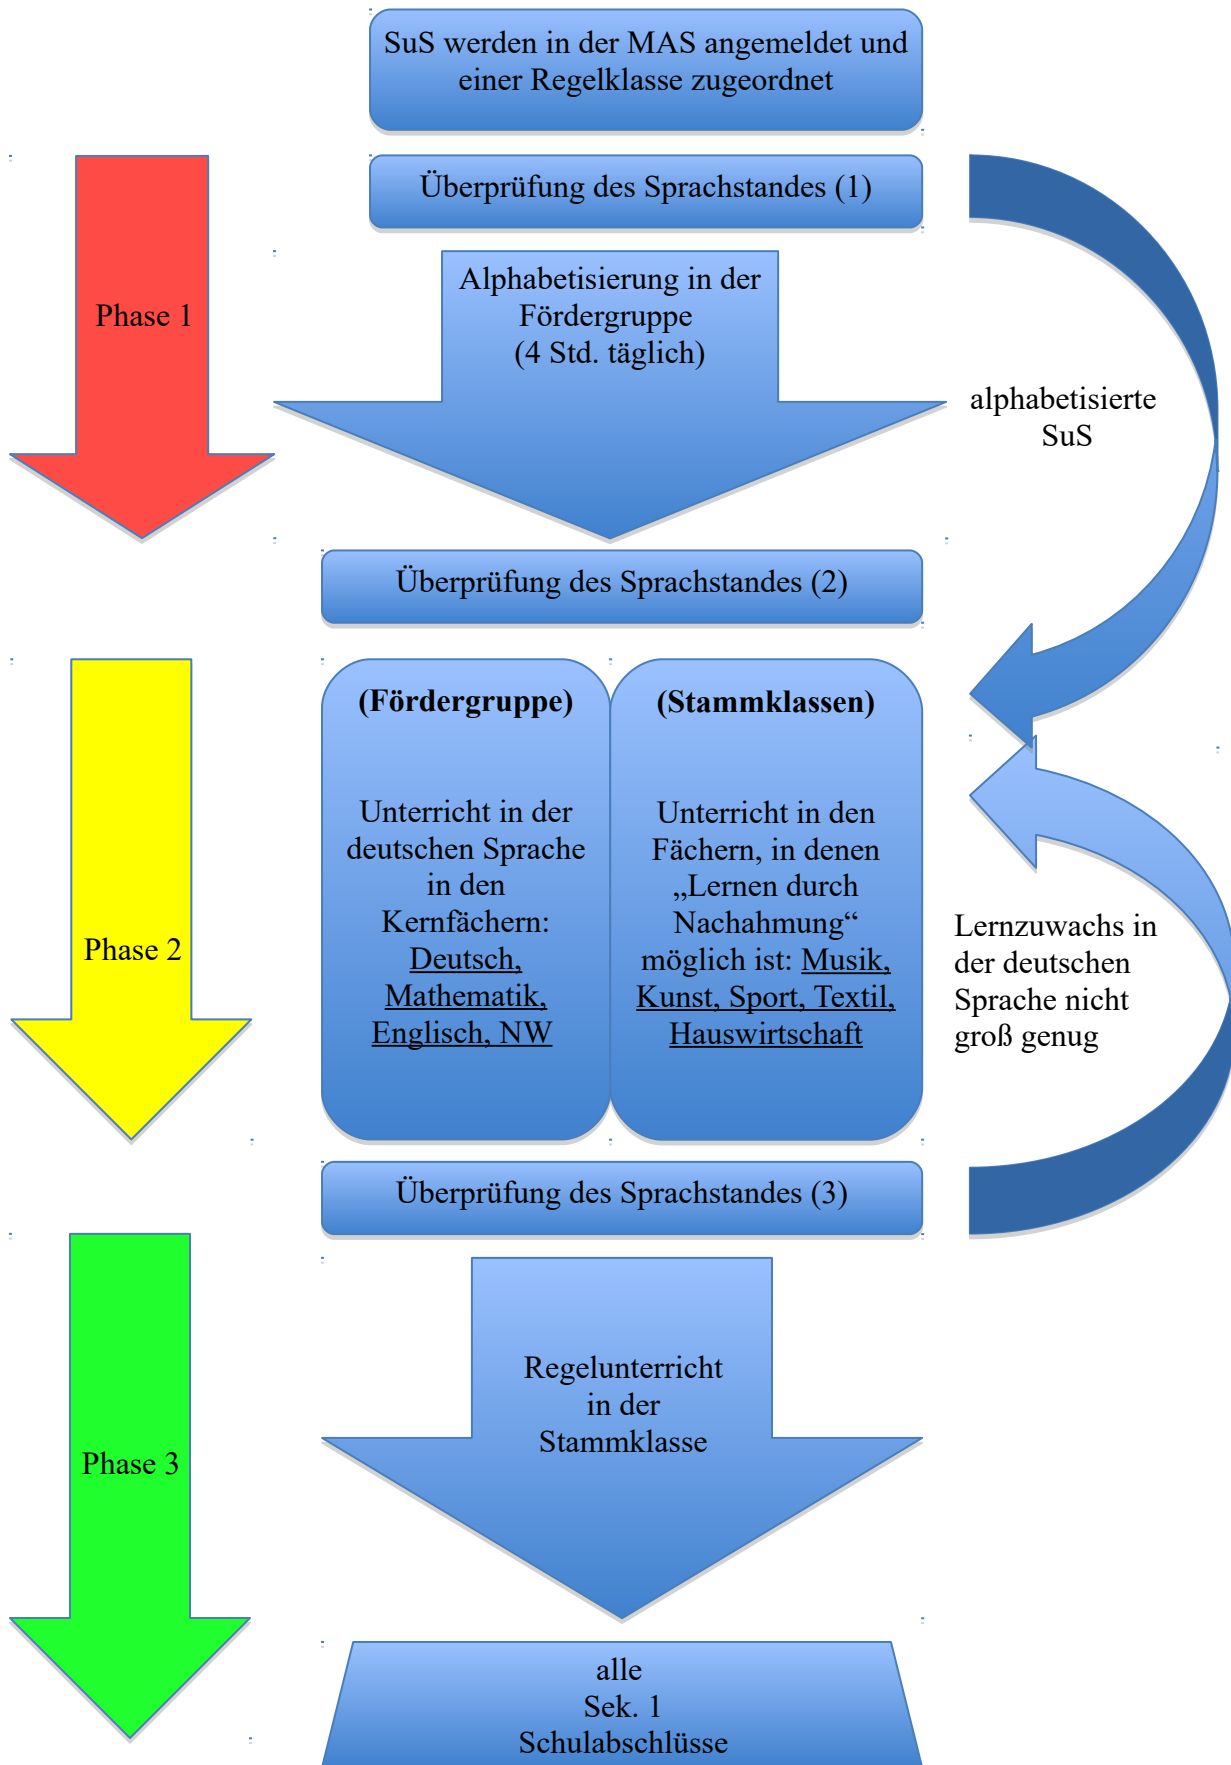 SuS werden in der MAS angemeldet und
einer Regelklasse zugeordnet
Überprüfung des Sprachstandes (1)
Phase 1
Alphabetisierung in der
Fördergruppe
(4 Std. täglich)
alphabetisierte
SuS
Überprüfung des Sprachstandes (2)
Phase 2
(Fördergruppe)
Unterricht in der
deutschen Sprache
in den
Kernfächern:
Deutsch,
Mathematik,
Englisch, NW
(Stammklassen)
Unterricht in den
Fächern, in denen
„Lernen durch
Nachahmung“
möglich ist: Musik,
Kunst, Sport, Textil,
Hauswirtschaft
Lernzuwachs in
der deutschen
Sprache nicht
groß genug
Überprüfung des Sprachstandes (3)
Phase 3
Regelunterricht
in der
Stammklasse
alle
Sek. 1
Schulabschlüsse